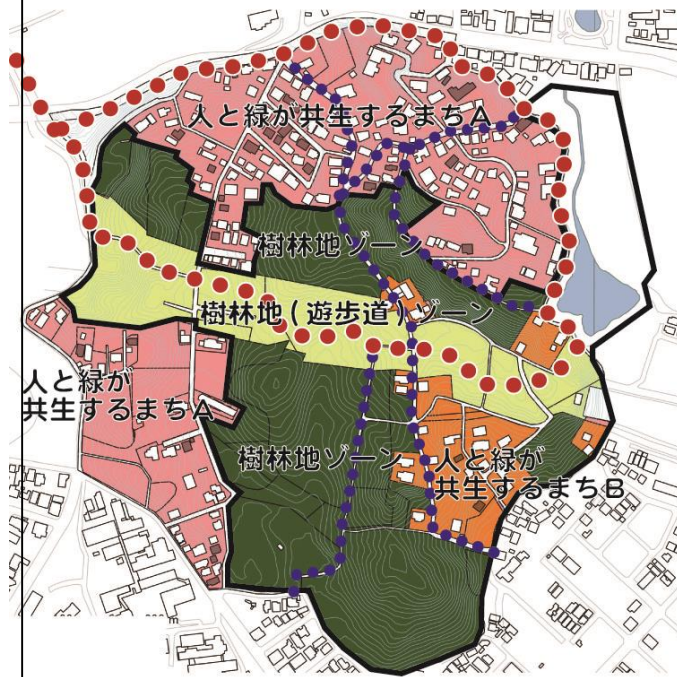 人と緑が共生するまちA
樹林地ゾーン
樹林地(遊歩道)ゾーン
人と緑が
共生するまちA
樹林地ゾーン
人と緑が
共生するまちB